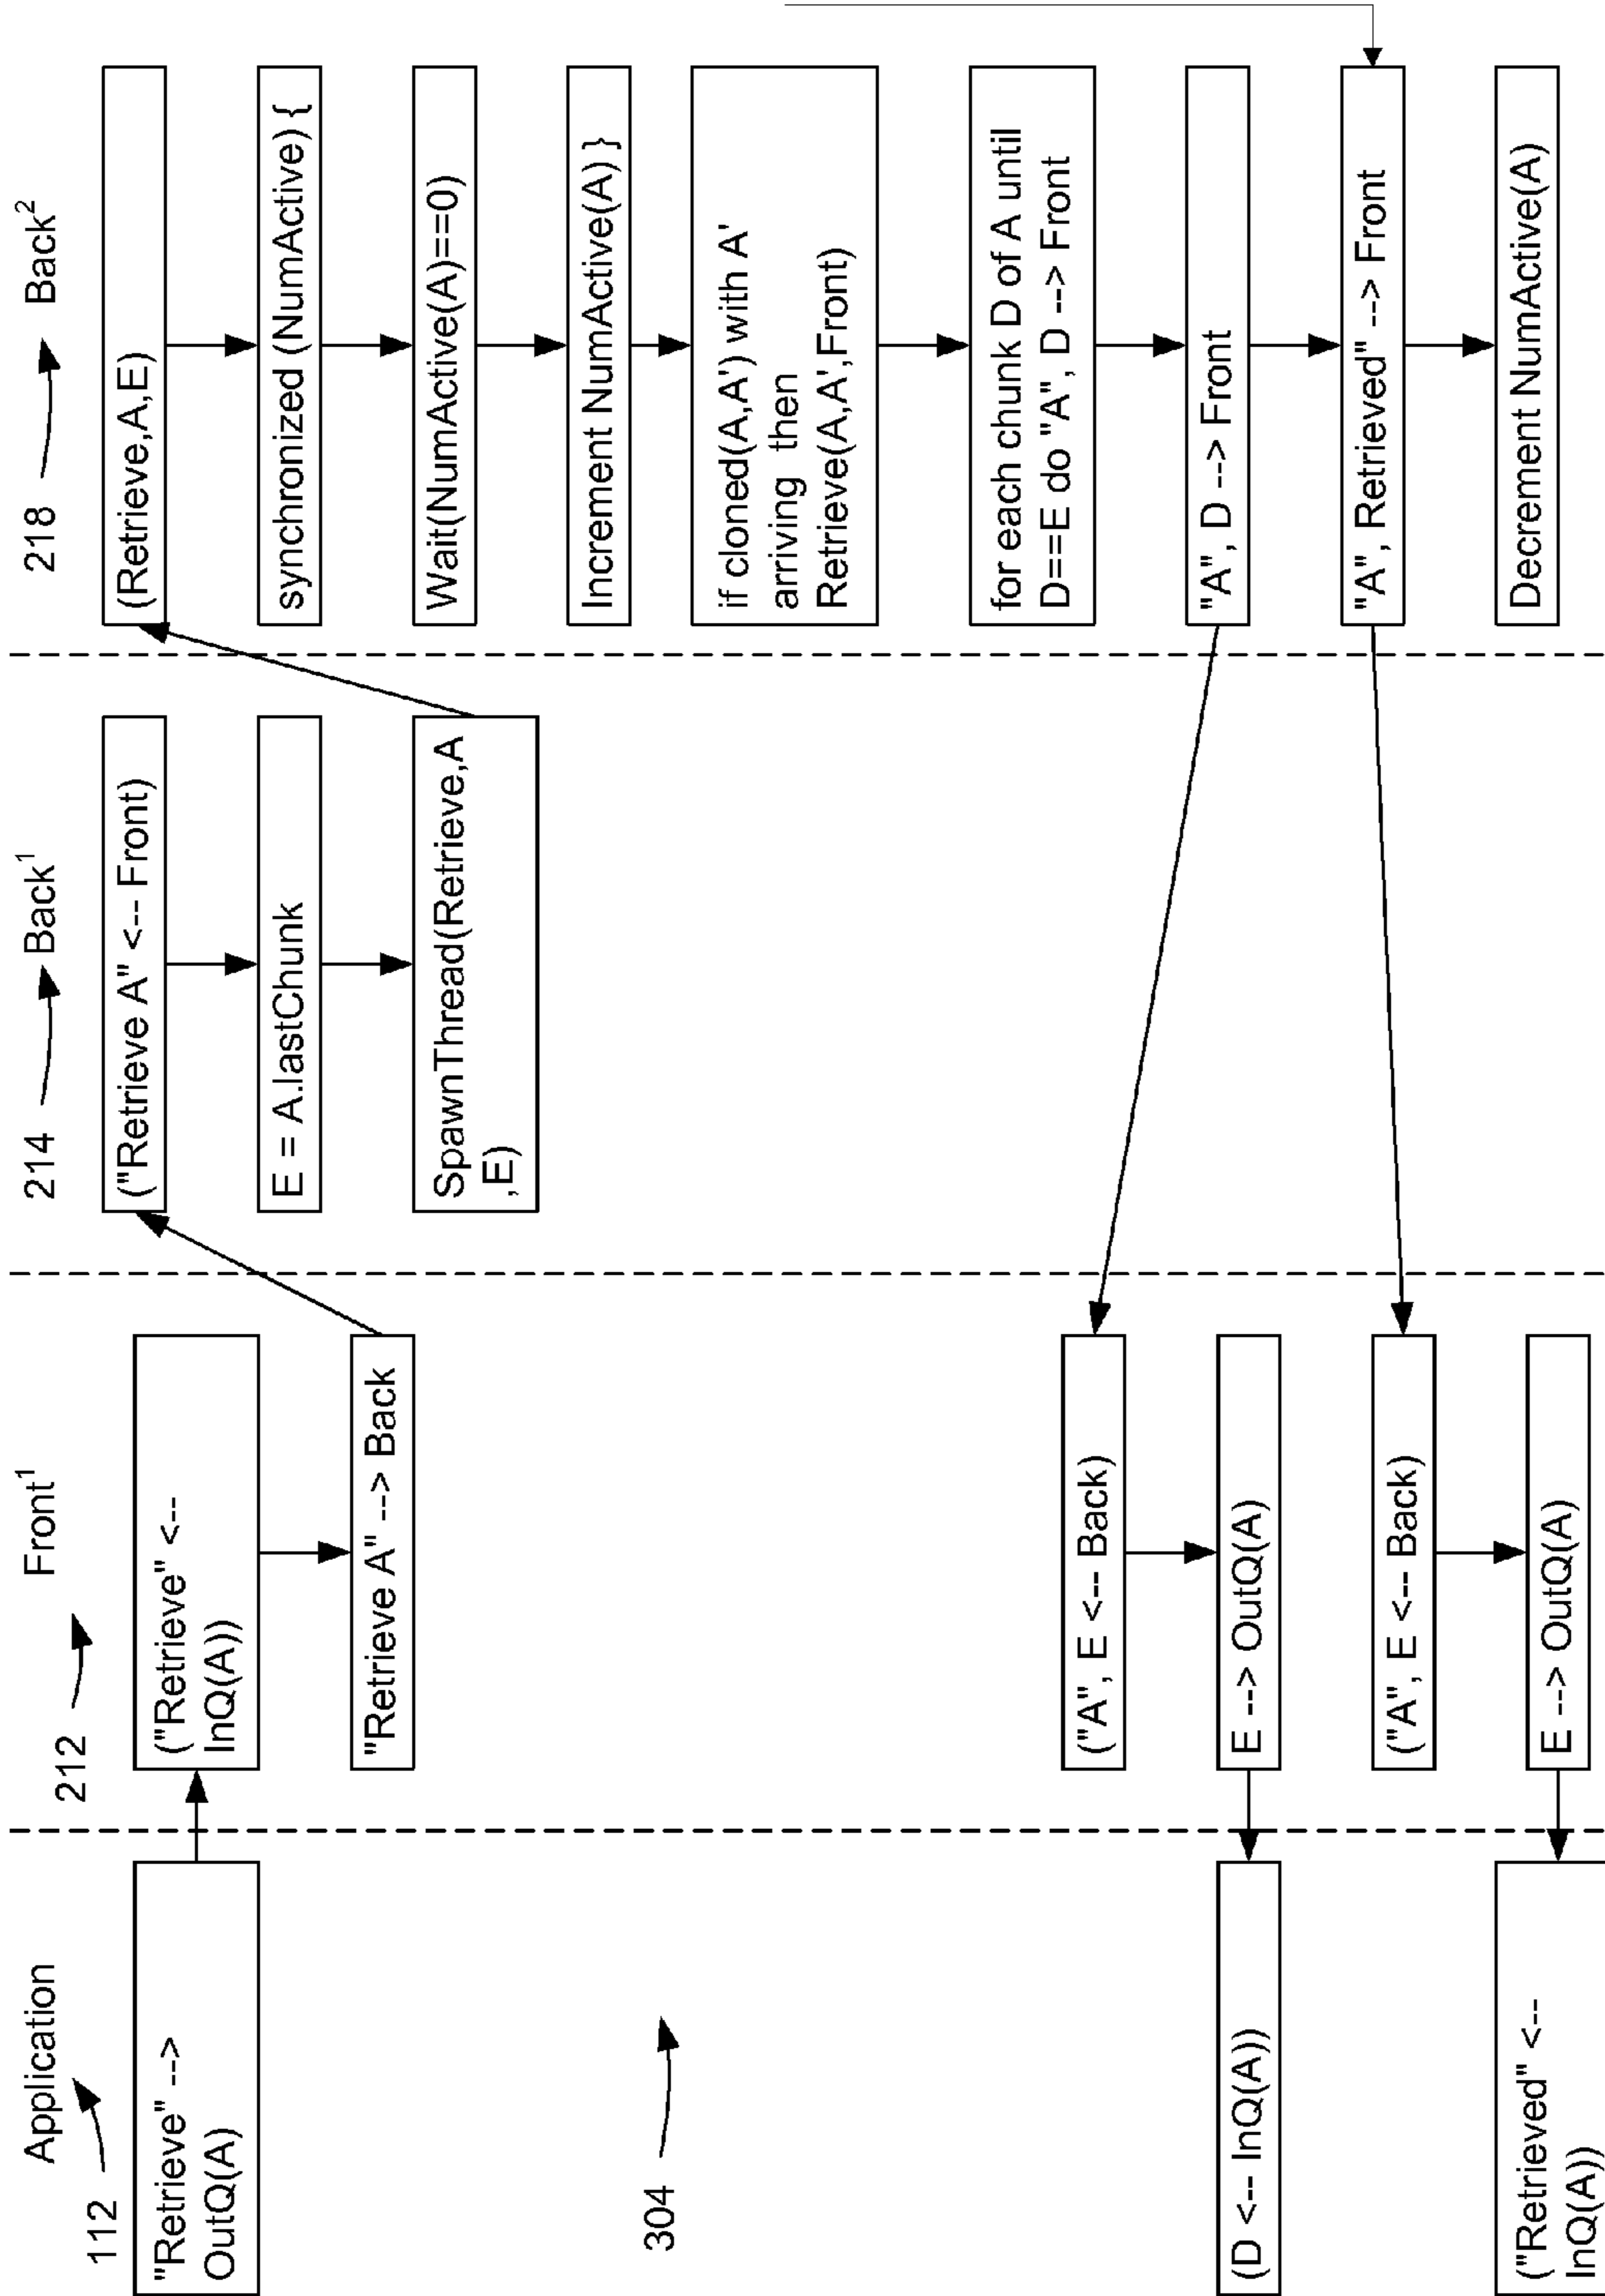 Application
112
"Retrieve" -->
OutQ(A)
304
(D <-- InQ(A))
("Retrieved" <--
InQ(A))
Front1
212
("Retrieve" <--
InQ(A))
"Retrieve A" --> Back
("A", E <-- Back)
E --> OutQ(A)
("A", E <-- Back)
E --> OutQ(A)
214
Back1
("Retrieve A" <-- Front)
E = A.lastChunk
SpawnThread(Retrieve,A
,E)
218
Back2
(Retrieve,A,E)
synchronized (NumActive) {
Wait(NumActive(A)==0)
Increment NumActive(A) }
if cloned(A,A') with A'
arriving then
Retrieve(A,A',Front)
for each chunk D of A until
D==E do "A", D --> Front
"A", D --> Front
"A", Retrieved" --> Front
Decrement NumActive(A)